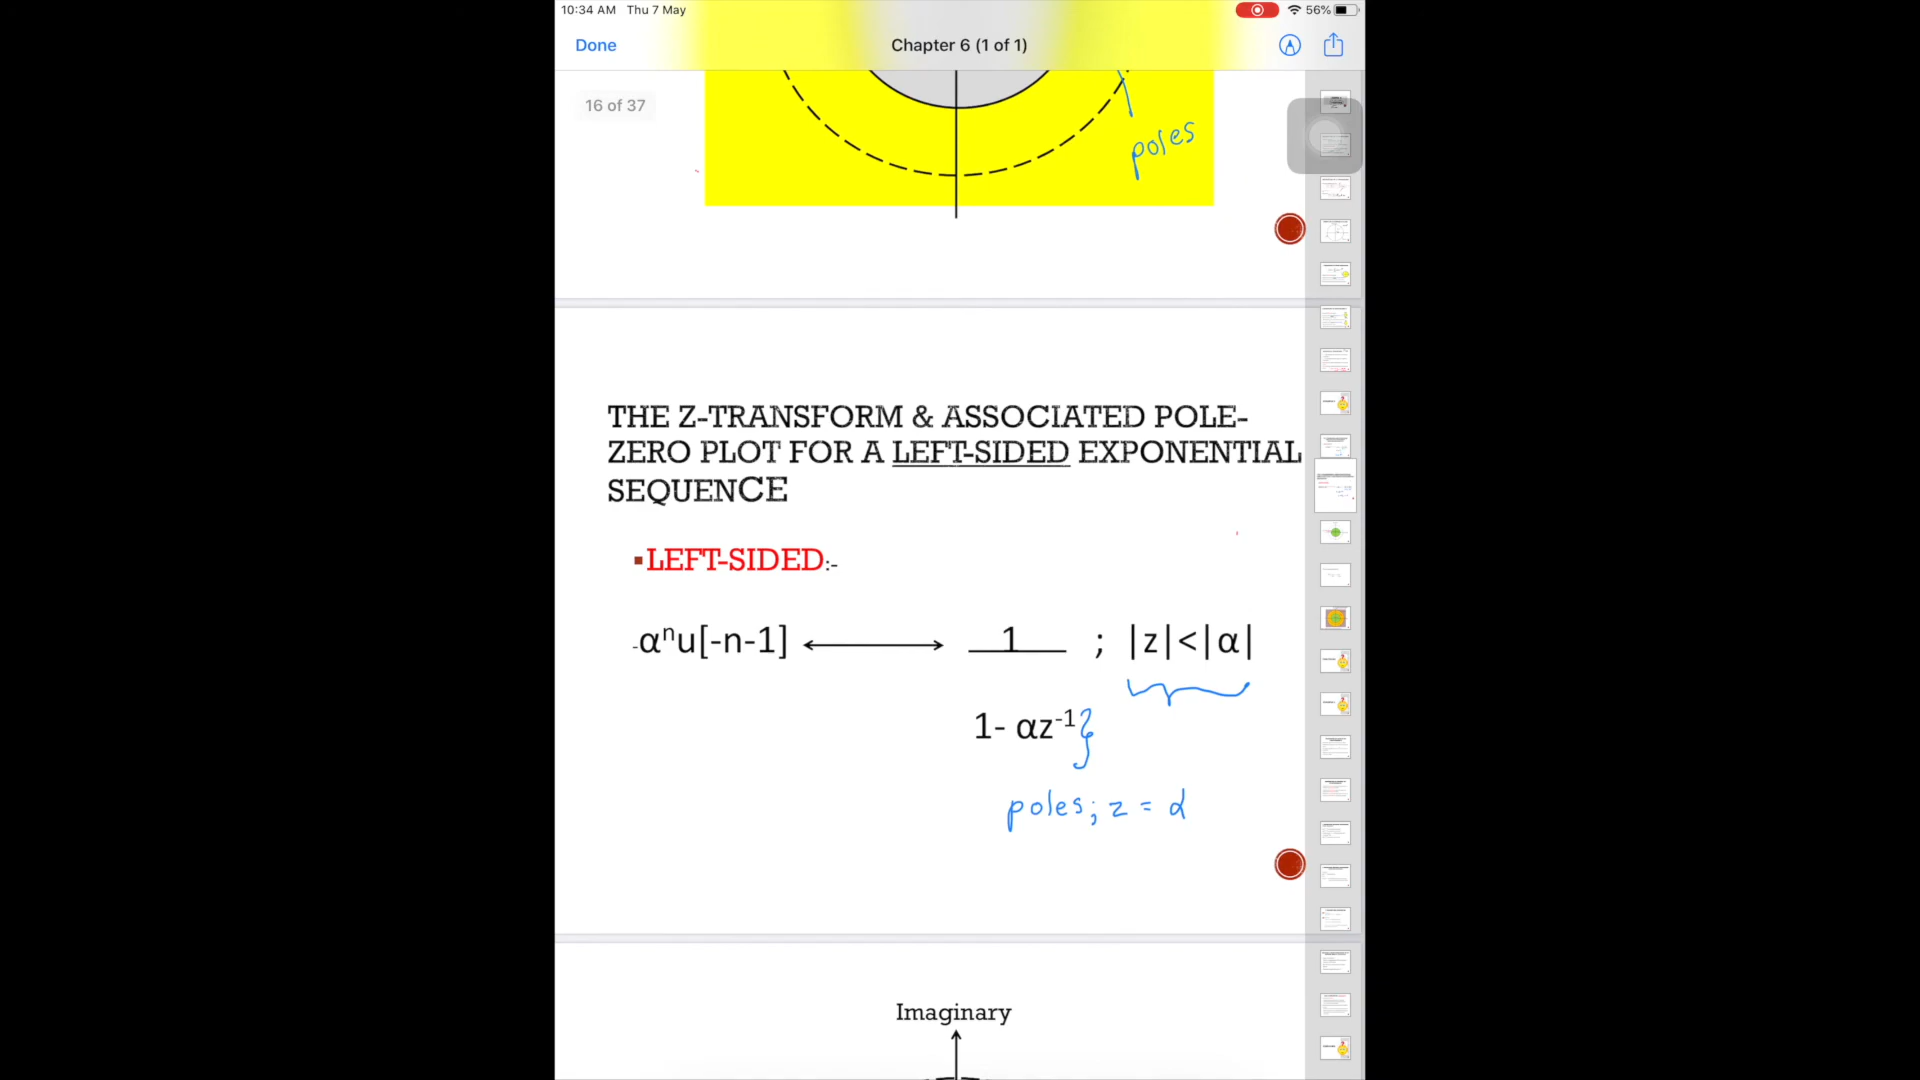 10:34 AM Thu 7 May
56%
Done
Chapter 6 (1 of 1)
16 of 37
poles
THE Z-TRANSFORM & ASSOCIATED POLE-
ZERO PLOT FOR A LEFT-SIDED EXPONENTIAL
SEQUENCE
▪LEFT-SIDED:-
-αⁿu[-n-1] ⟷ 1 ; |z|<|α|
1- αz⁻¹}
poles; z = α
Imaginary